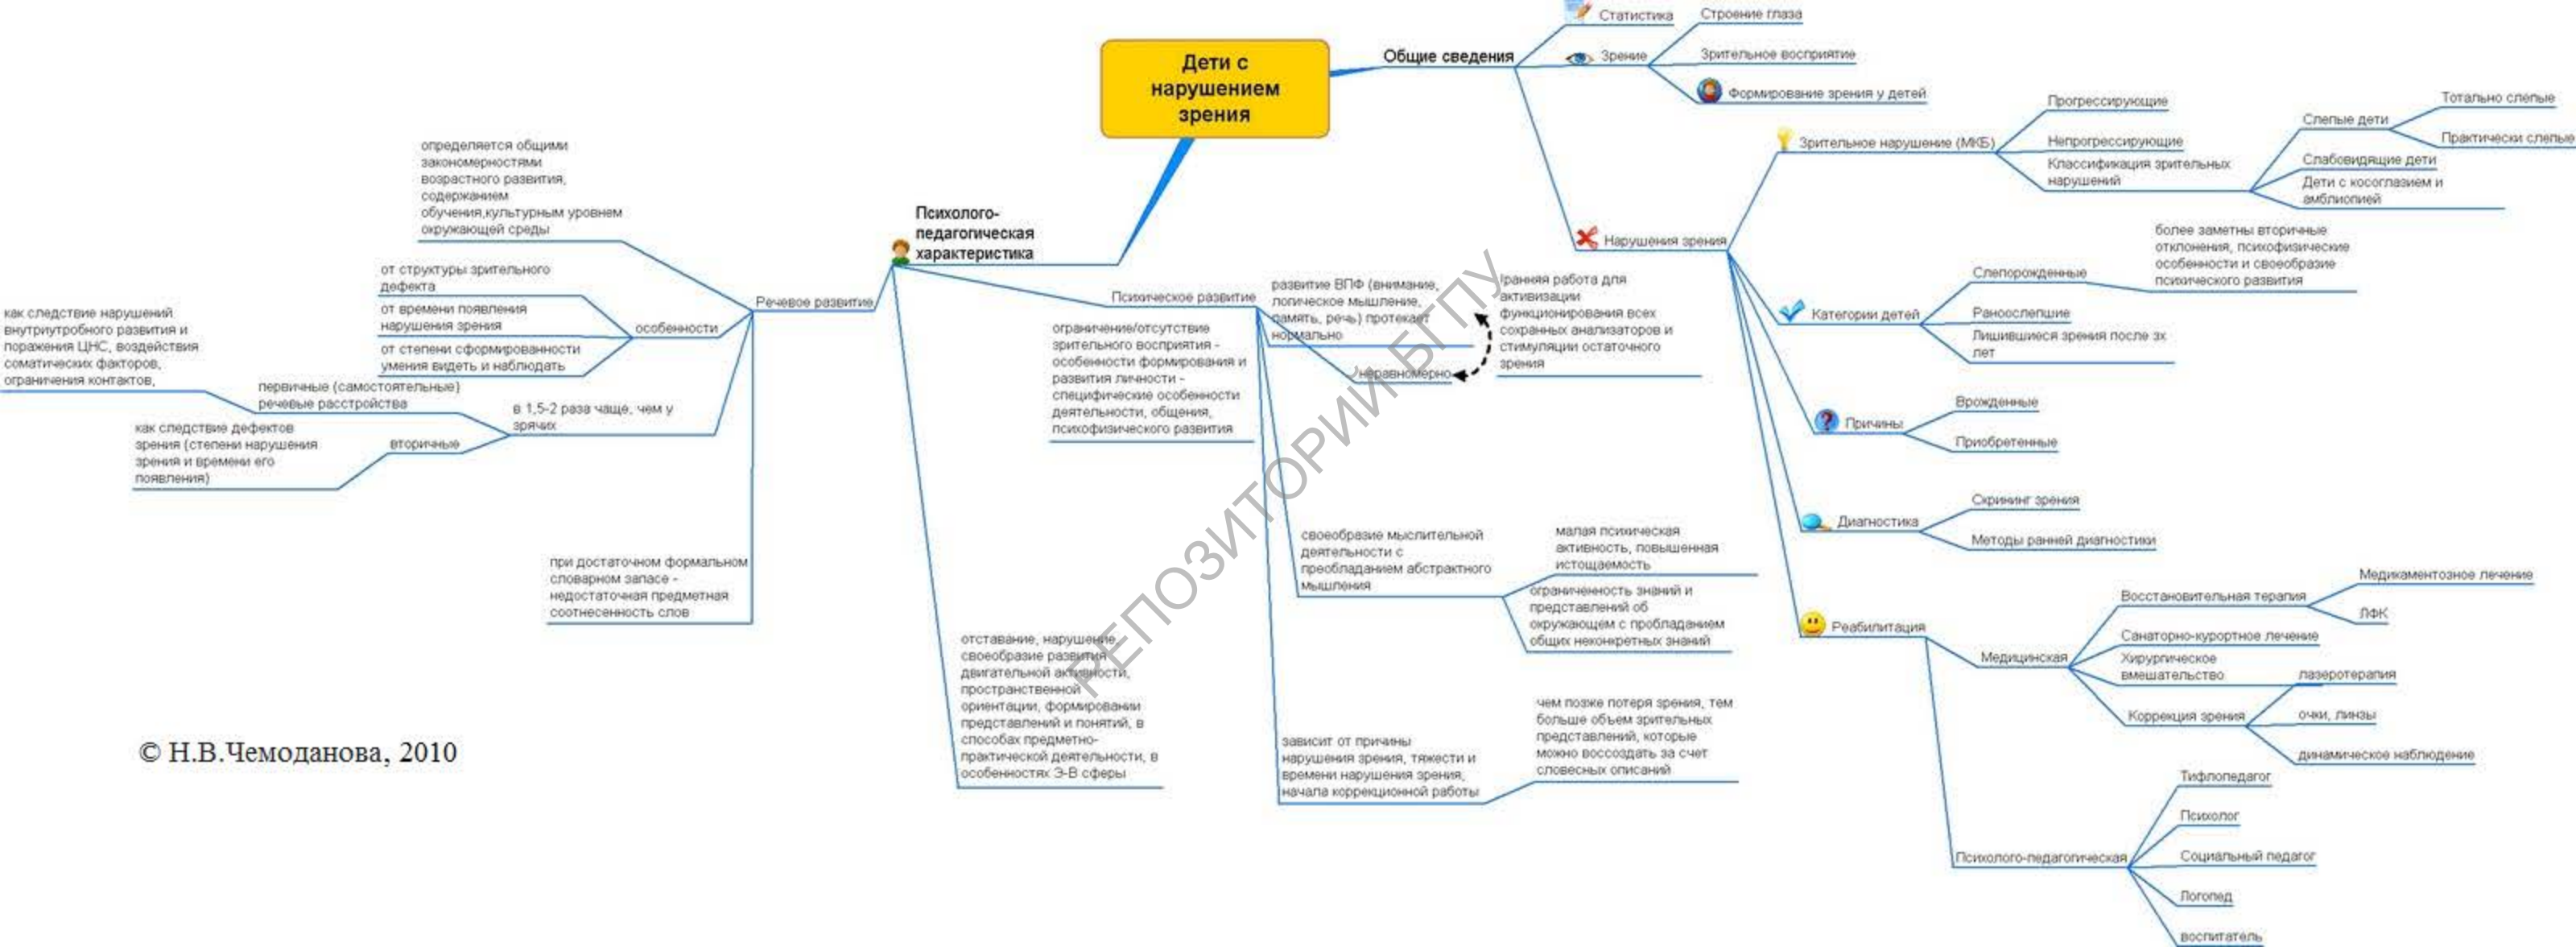 Дети с
нарушением
зрения
Общие сведения
Статистика
Зрение
Строение глаза
Зрительное восприятие
Формирование зрения у детей
Нарушения зрения
Зрительное нарушение (МКБ)
Прогрессирующие
Непрогрессирующие
Классификация зрительных
нарушений
Слепые дети
Тотально слепые
Практически слепые
Слабовидящие дети
Дети с косоглазием и
амблиопией
Категории детей
Слепорожденные
более заметны вторичные
отклонения, психофизические
особенности и своеобразие
психического развития
Раноослепшие
Лишившиеся зрения после 3х
лет
Причины
Врожденные
Приобретенные
Диагностика
Скрининг зрения
Методы ранней диагностики
Реабилитация
Медицинская
Восстановительная терапия
Медикаментозное лечение
ЛФК
Санаторно-курортное лечение
Хирургическое
вмешательство
Коррекция зрения
лазеротерапия
очки, линзы
динамическое наблюдение
Психолого-педагогическая
Тифлопедагог
Психолог
Социальный педагог
Логопед
воспитатель
Психолого-
педагогическая
характеристика
Речевое развитие
определяется общими
закономерностями
возрастного развития,
содержанием
обучения,культурным уровнем
окружающей среды
особенности
от структуры зрительного
дефекта
от времени появления
нарушения зрения
от степени сформированности
умения видеть и наблюдать
в 1,5-2 раза чаще, чем у
зрячих
первичные (самостоятельные)
речевые расстройства
как следствие нарушений
внутриутробного развития и
поражения ЦНС, воздействия
соматических факторов,
ограничения контактов,
вторичные
как следствие дефектов
зрения (степени нарушения
зрения и времени его
появления)
при достаточном формальном
словарном запасе -
недостаточная предметная
соотнесенность слов
Психическое развитие
ограничение/отсутствие
зрительного восприятия -
особенности формирования и
развития личности -
специфические особенности
деятельности, общения,
психофизического развития
развитие ВПФ (внимание,
логическое мышление,
память, речь) протекает
нормально
неравномерно
!ранняя работа для
активизации
функционирования всех
сохранных анализаторов и
стимуляции остаточного
зрения
своеобразие мыслительной
деятельности с
преобладанием абстрактного
мышления
малая психическая
активность, повышенная
истощаемость
ограниченность знаний и
представлений об
окружающем с пробладанием
общих неконкретных знаний
зависит от причины
нарушения зрения, тяжести и
времени нарушения зрения,
начала коррекционной работы
чем позже потеря зрения, тем
больше объем зрительных
представлений, которые
можно воссоздать за счет
словесных описаний
отставание, нарушение,
своеобразие развития
двигательной активности,
пространственной
ориентации, формировании
представлений и понятий, в
способах предметно-
практической деятельности, в
особенностях Э-В сферы
© Н.В.Чемоданова, 2010
РЕПОЗИТОРИЙ БГПУ